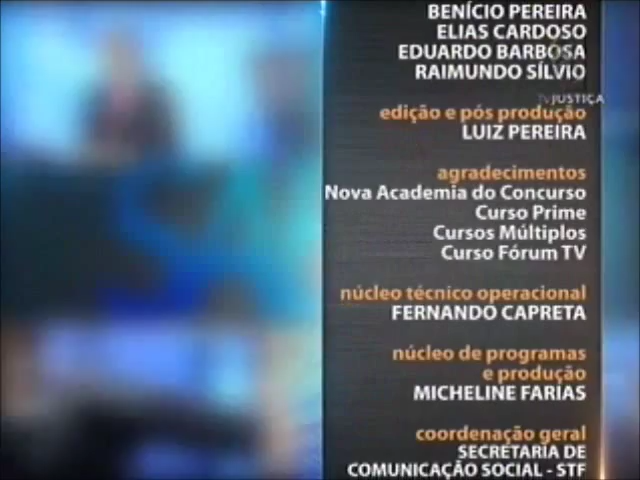 BENÍCIO PEREIRA
ELIAS CARDOSO
EDUARDO BARBOSA
RAIMUNDO SÍLVIO
TV JUSTIÇA
edição e pós produção
LUIZ PEREIRA
agradecimentos
Nova Academia do Concurso
Curso Prime
Cursos Múltiplos
Curso Fórum TV
núcleo técnico operacional
FERNANDO CAPRETA
núcleo de programas
e produção
MICHELINE FARIAS
coordenação geral
SECRETARIA DE
COMUNICAÇÃO SOCIAL - STF